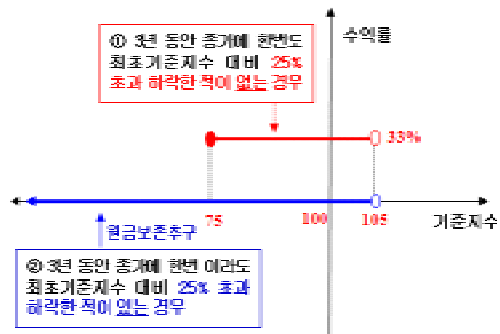 ① 3년 동안 종가에 한번도
최초기준지수 대비 25%
초과 하락한 적이 없는 경우
수익률
33%
75
100
105
기준지수
원금보존추구
② 3년 동안 종가에 한번 이라도
최초기준지수 대비 25% 초과
하락한 적이 있는 경우